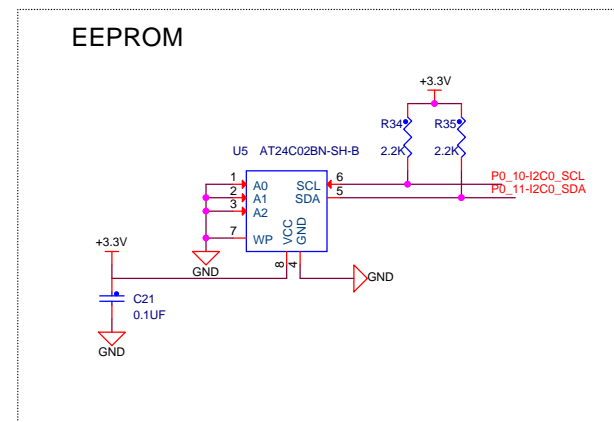 EEPROM
+3.3V
R34
R35
2.2K
2.2K
U5 AT24C02BN-SH-B
1
A0
SCL
6
P0_10-I2C0_SCL
2
A1
SDA
5
P0_11-I2C0_SDA
3
A2
7
WP
VCC
GND
8
4
+3.3V
GND
GND
C21
0.1UF
GND